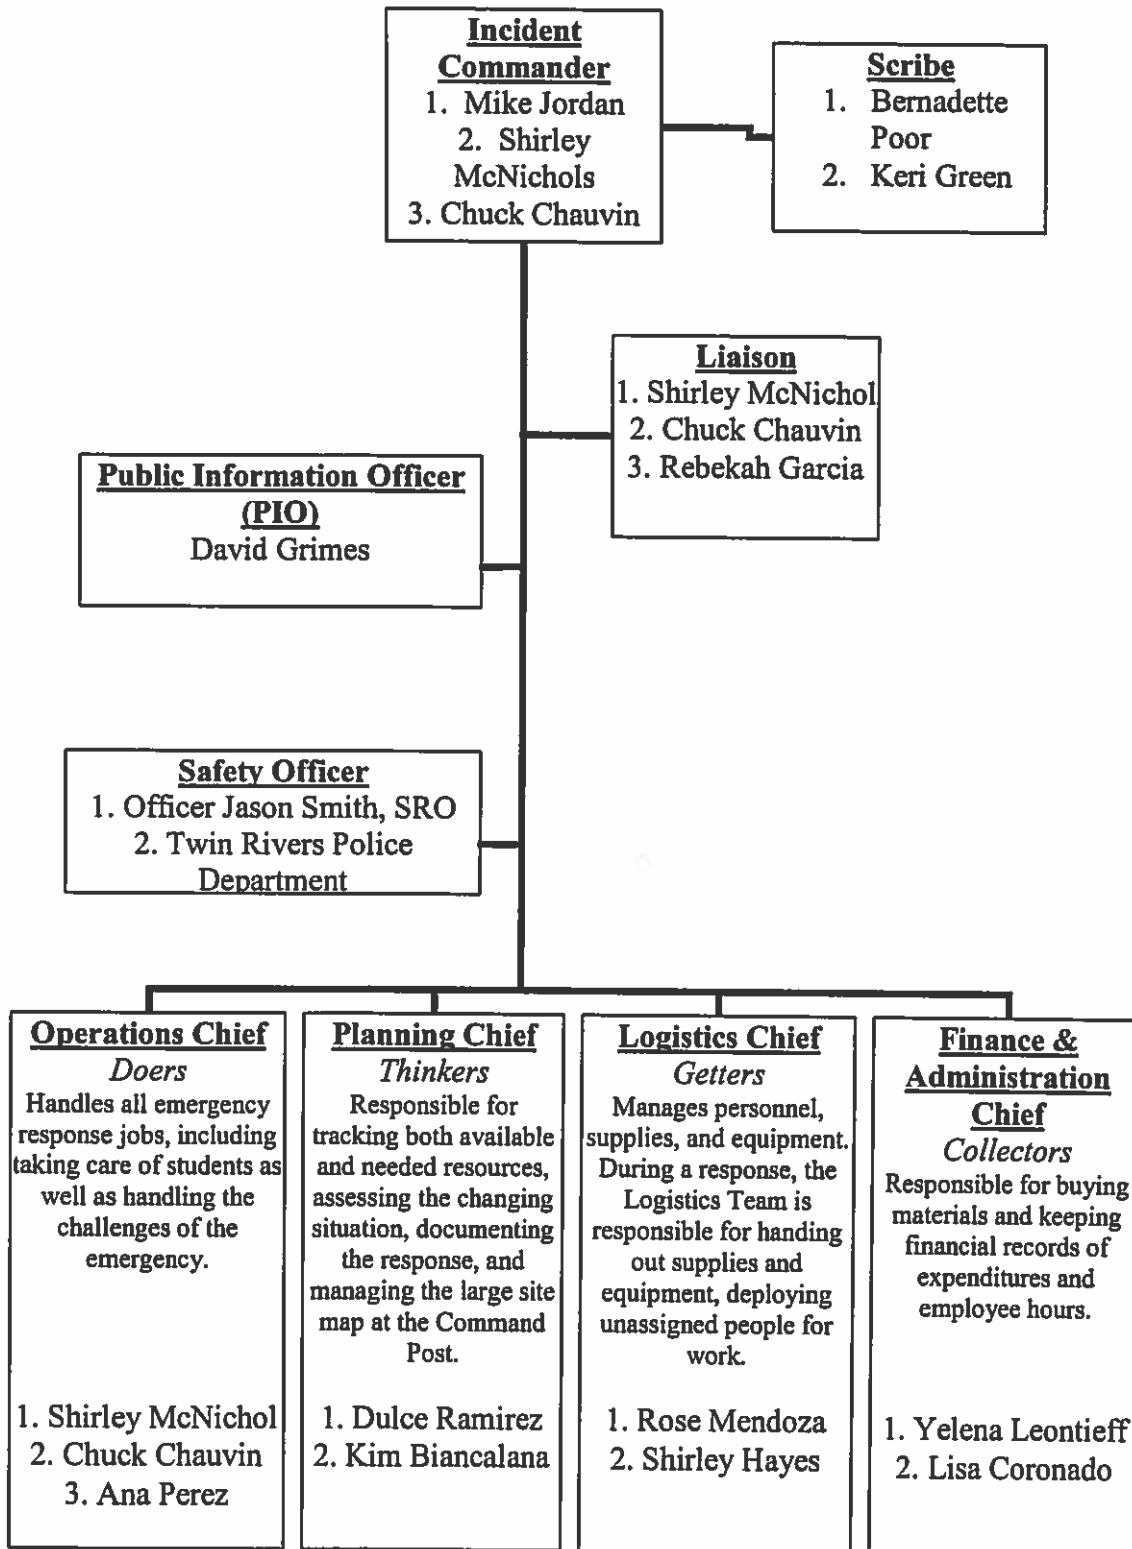 Incident
Commander
1. Mike Jordan
2. Shirley
McNichols
3. Chuck Chauvin
Scribe
1. Bernadette
Poor
2. Keri Green
Liaison
1. Shirley McNichol
2. Chuck Chauvin
3. Rebekah Garcia
Public Information Officer
(PIO)
David Grimes
Safety Officer
1. Officer Jason Smith, SRO
2. Twin Rivers Police
Department
Operations Chief
Doers
Handles all emergency
response jobs, including
taking care of students as
well as handling the
challenges of the
emergency.
1. Shirley McNichol
2. Chuck Chauvin
3. Ana Perez
Planning Chief
Thinkers
Responsible for
tracking both available
and needed resources,
assessing the changing
situation, documenting
the response, and
managing the large site
map at the Command
Post.
1. Dulce Ramirez
2. Kim Biancalana
Logistics Chief
Getters
Manages personnel,
supplies, and equipment.
During a response, the
Logistics Team is
responsible for handing
out supplies and
equipment, deploying
unassigned people for
work.
1. Rose Mendoza
2. Shirley Hayes
Finance &
Administration
Chief
Collectors
Responsible for buying
materials and keeping
financial records of
expenditures and
employee hours.
1. Yelena Leontieff
2. Lisa Coronado